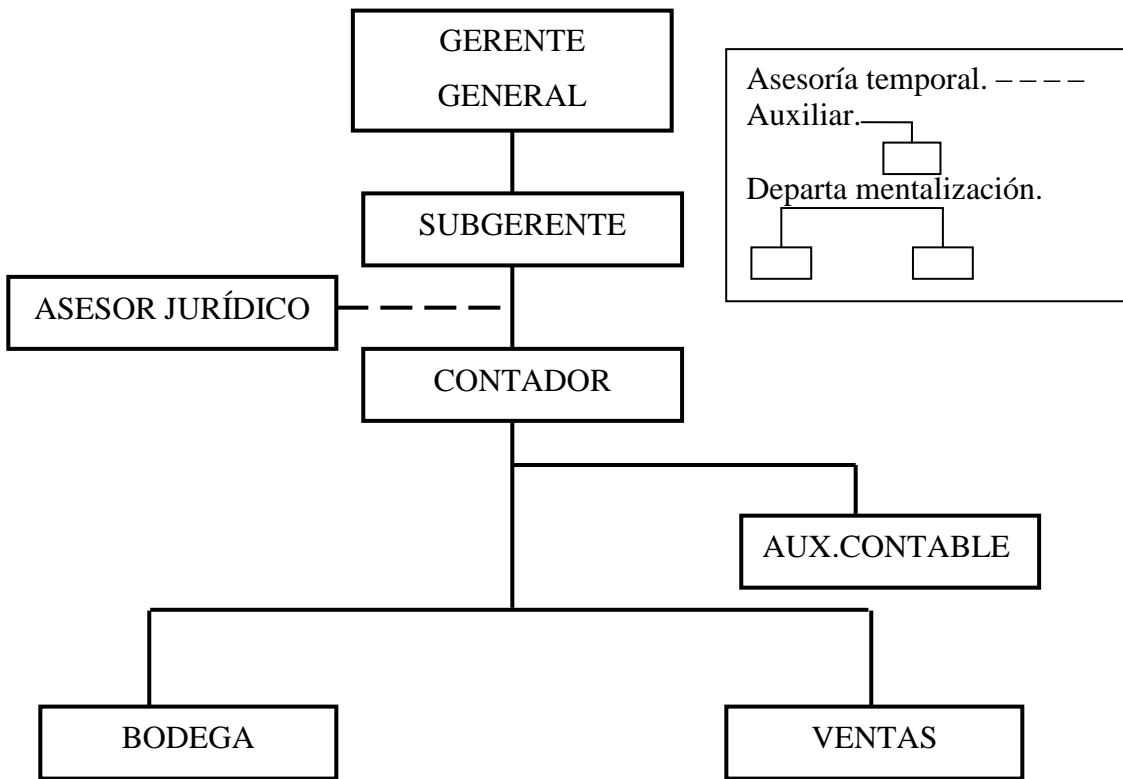 GERENTE
GENERAL
Asesoría temporal. – – – –
Auxiliar.
Departa mentalización.
SUBGERENTE
ASESOR JURÍDICO
CONTADOR
AUX.CONTABLE
BODEGA
VENTAS